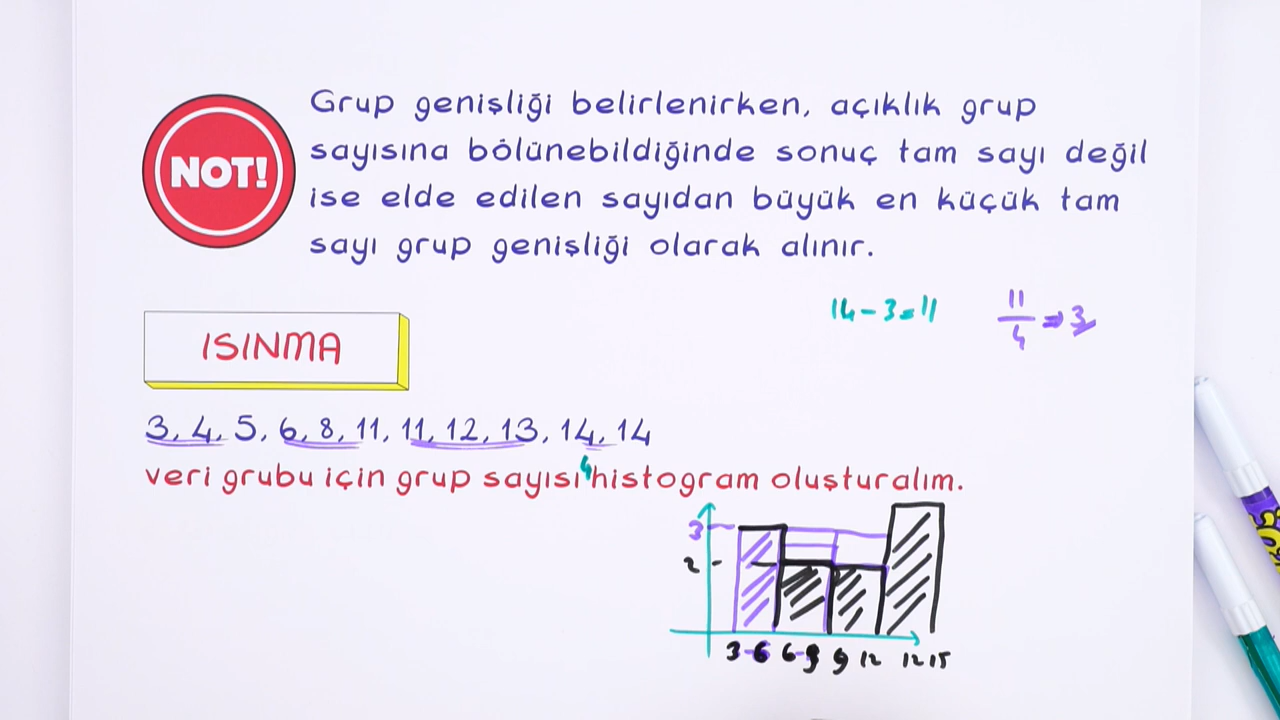 Grup genişliği belirlenirken, açıklık grup
NOT! sayısına bölünebildiğinde sonuç tam sayı değil
ise elde edilen sayıdan büyük en küçük tam
sayı grup genişliği olarak alınır.
14-3=11
11/4 ⇒ 3
ISINMA
3, 4, 5, 6, 8, 11, 11, 12, 13, 14, 14
veri grubu için grup sayısı 4 histogram oluşturalım.
3
2
3-6 6-9 9 12 12 15